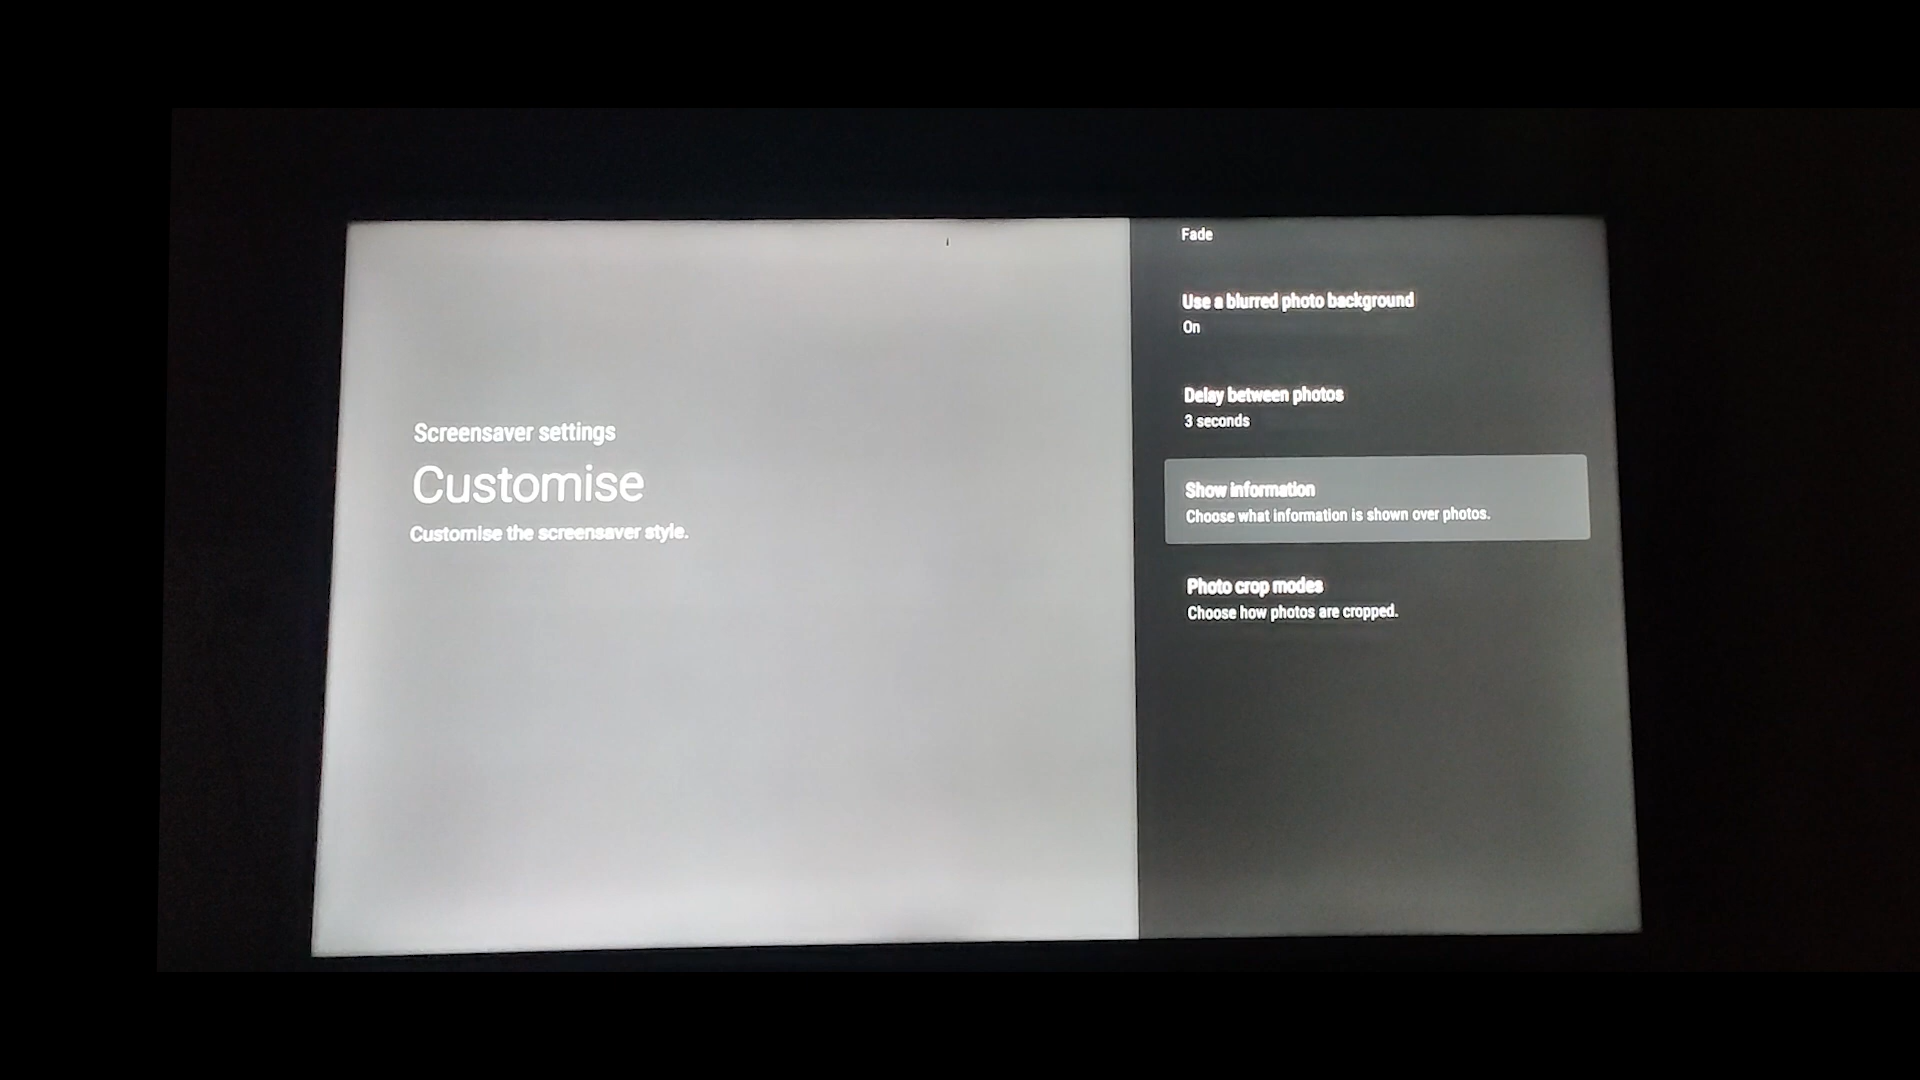 Screensaver settings
Customise
Customise the screensaver style.
Fade
Use a blurred photo background
On
Delay between photos
3 seconds
Show information
Choose what information is shown over photos.
Photo crop modes
Choose how photos are cropped.